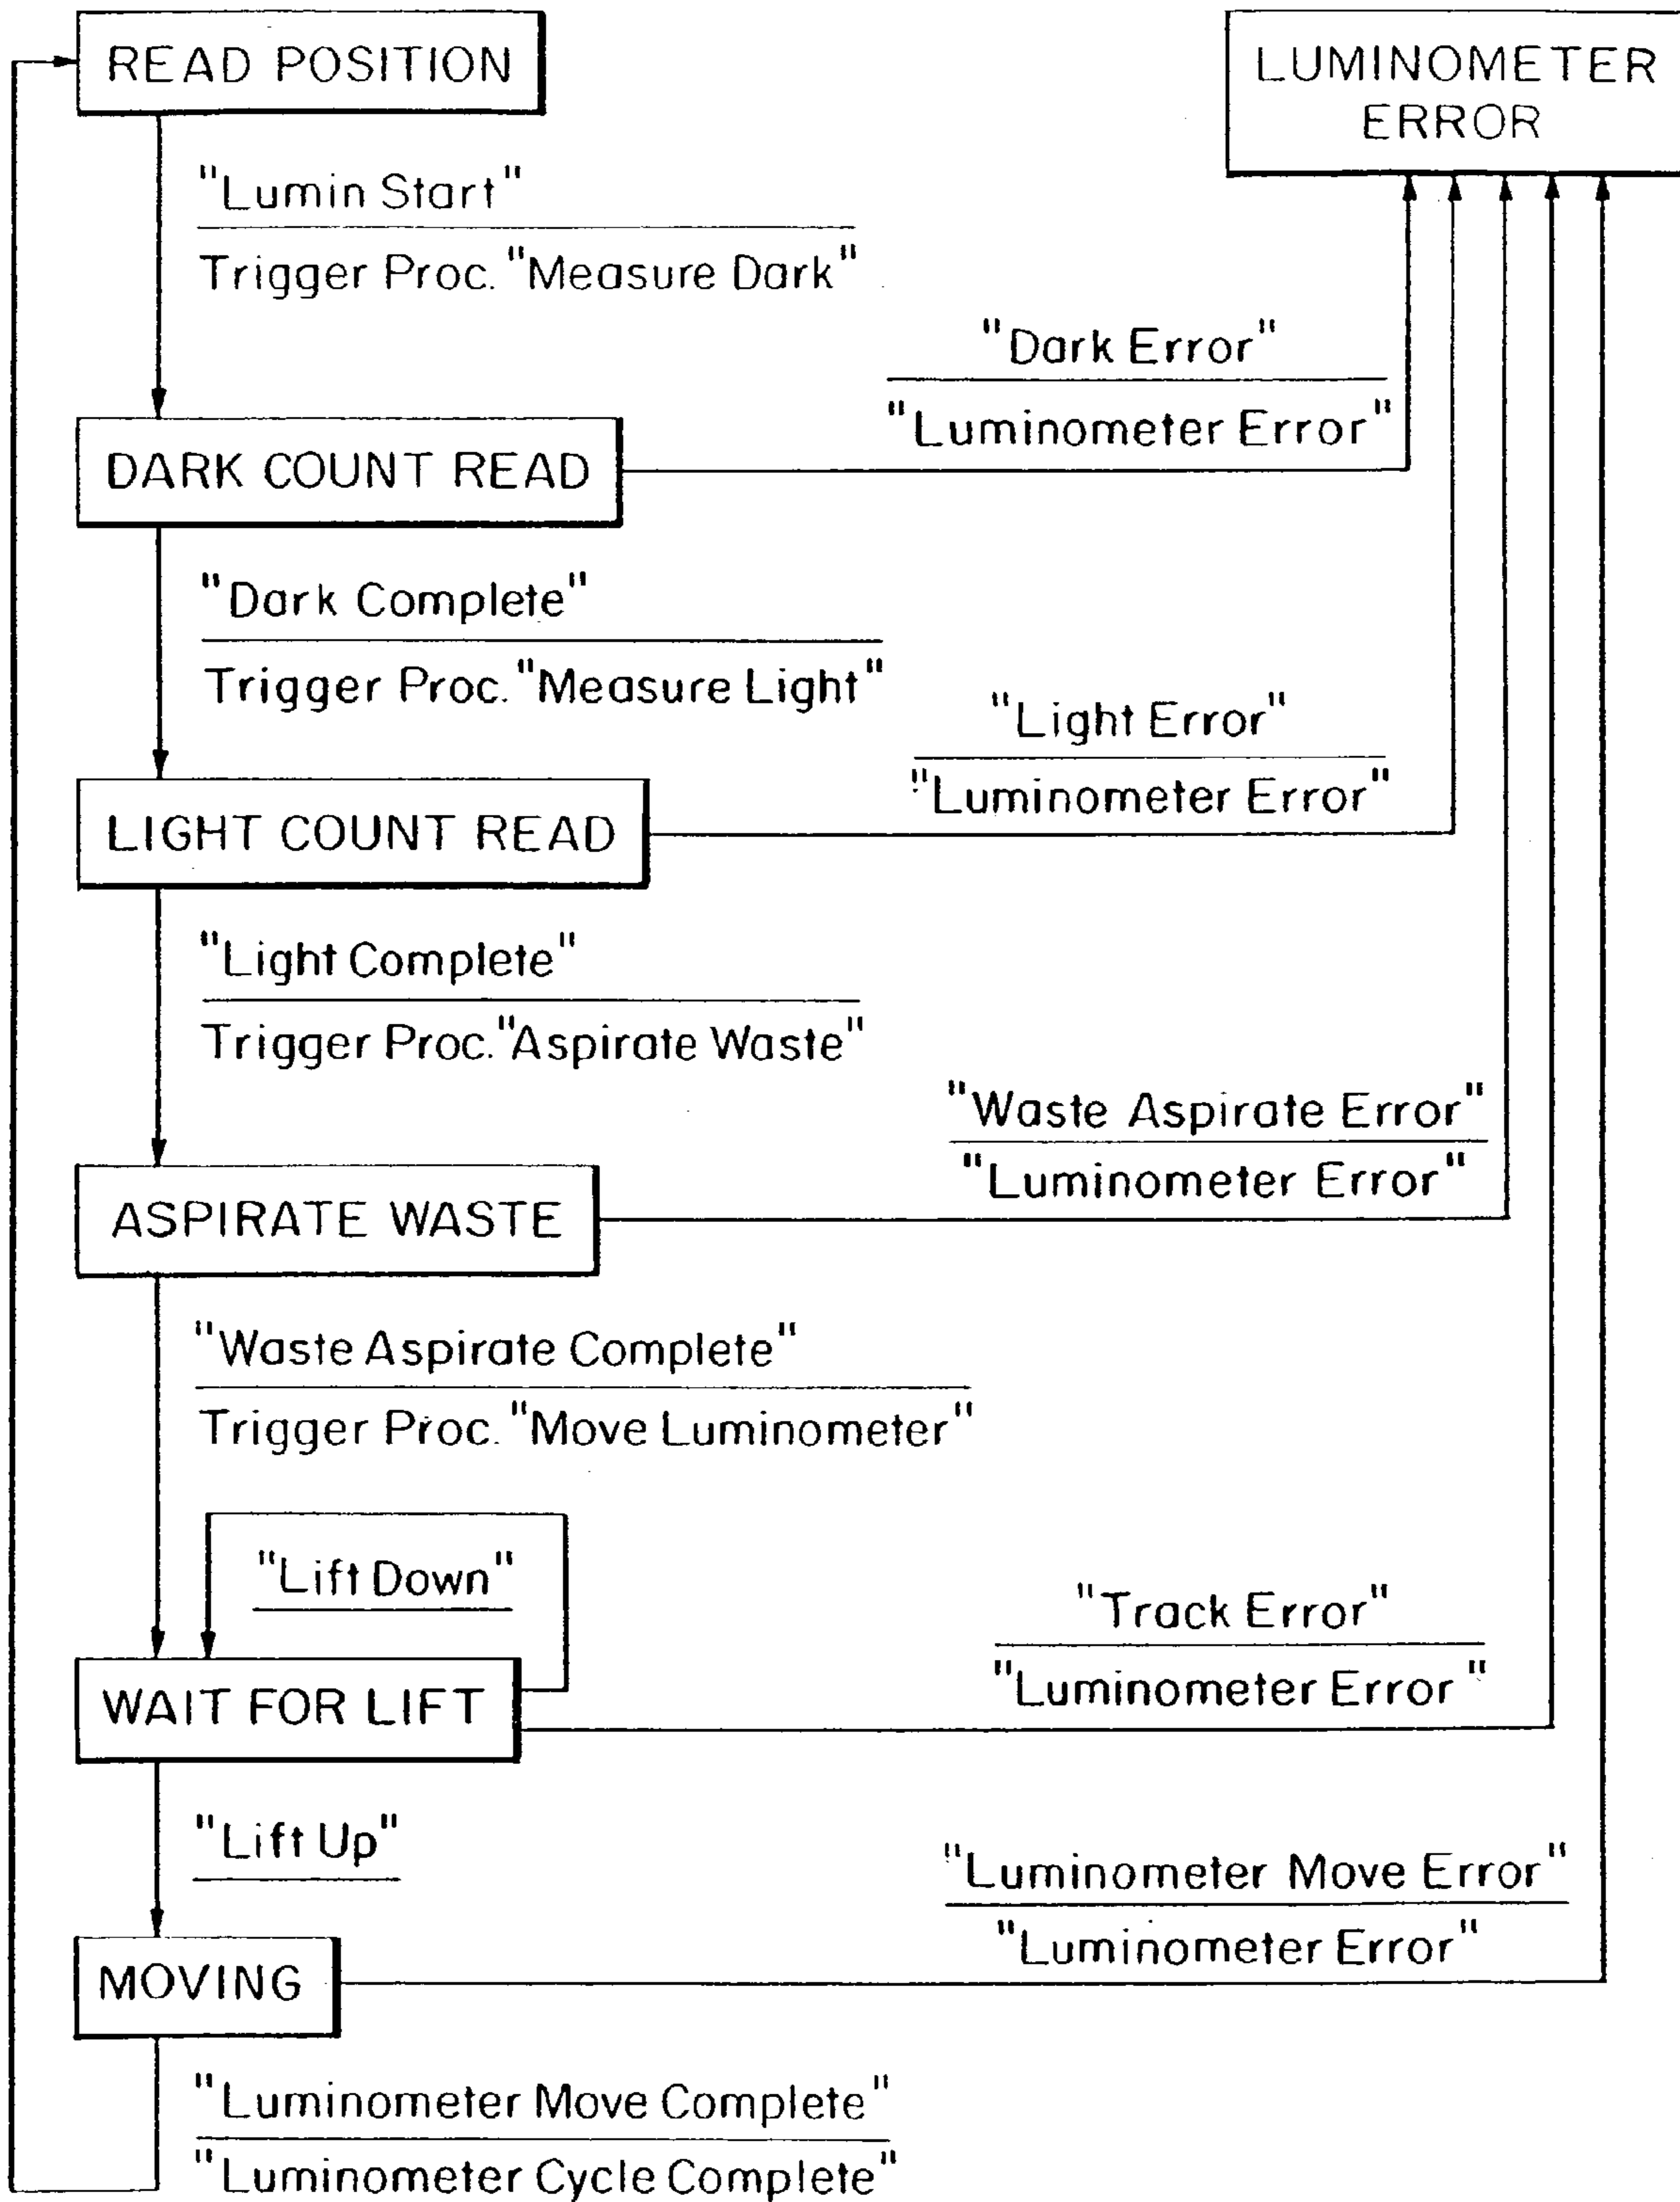 READ POSITION
LUMINOMETER
ERROR
"Lumin Start"
Trigger Proc. "Measure Dark"
"Dark Error"
"Luminometer Error"
DARK COUNT READ
"Dark Complete"
Trigger Proc. "Measure Light"
"Light Error"
"Luminometer Error"
LIGHT COUNT READ
"Light Complete"
Trigger Proc. "Aspirate Waste"
"Waste Aspirate Error"
"Luminometer Error"
ASPIRATE WASTE
"Waste Aspirate Complete"
Trigger Proc. "Move Luminometer"
"Lift Down"
"Track Error"
"Luminometer Error"
WAIT FOR LIFT
"Lift Up"
"Luminometer Move Error"
"Luminometer Error"
MOVING
"Luminometer Move Complete"
"Luminometer Cycle Complete"